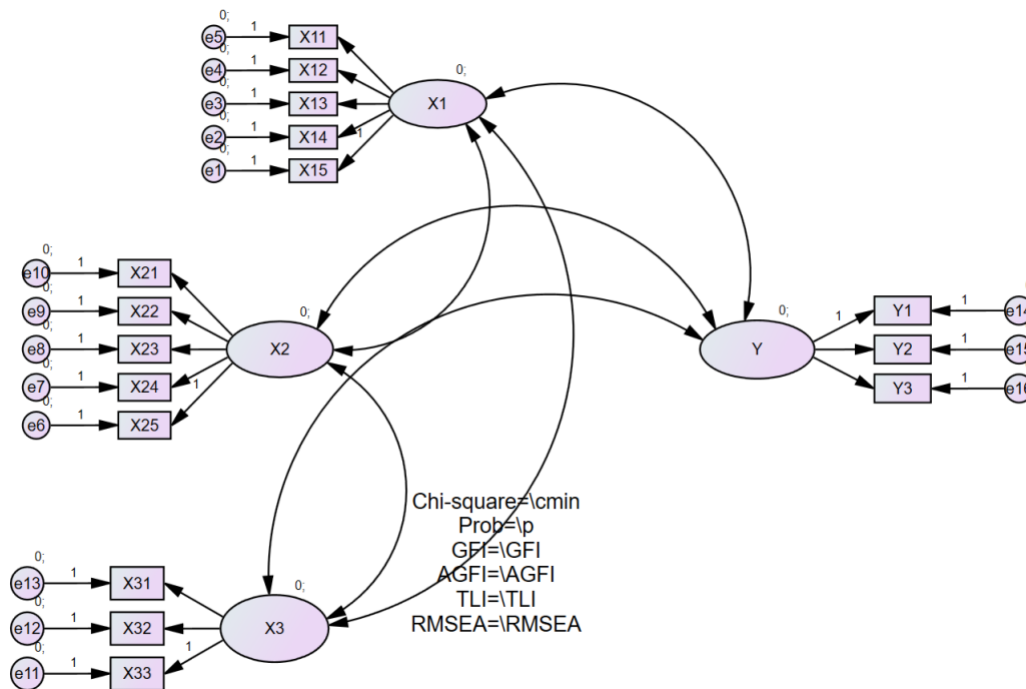 0;
e5 1 X11
0;
e4 1 X12
0;
e3 1 X13
0;
e2 1 X14
0;
e1 1 X15
0;
X1
1
0;
e10 1 X21
0;
e9 1 X22
0;
e8 1 X23
0;
e7 1 X24
0;
e6 1 X25
0;
X2
1
0;
Y
1
Y1 1 e14
Y2 1 e15
Y3 1 e16
Chi-square=\cmin
Prob=\p
GFI=\GFI
AGFI=\AGFI
TLI=\TLI
RMSEA=\RMSEA
0;
e13 1 X31
0;
e12 1 X32
0;
e11 1 X33
0;
X3
1